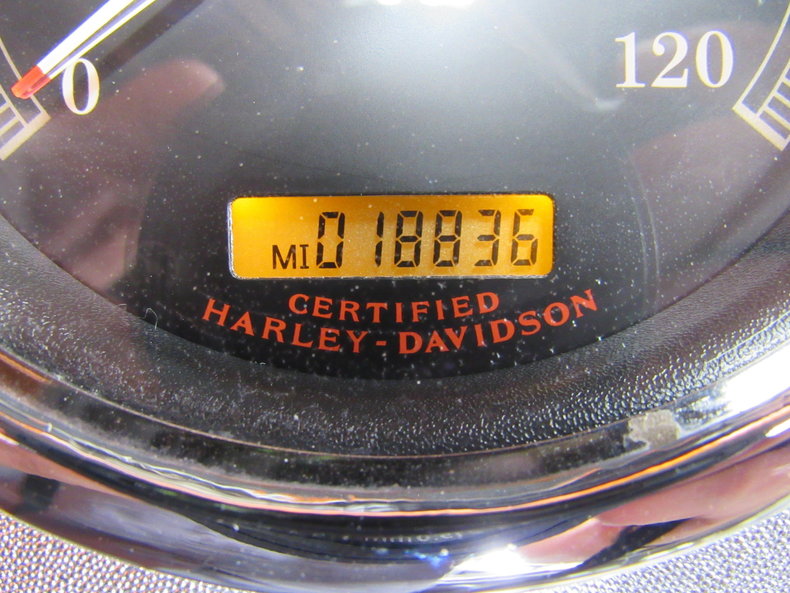 0 120
MI 018836
CERTIFIED
HARLEY-DAVIDSON